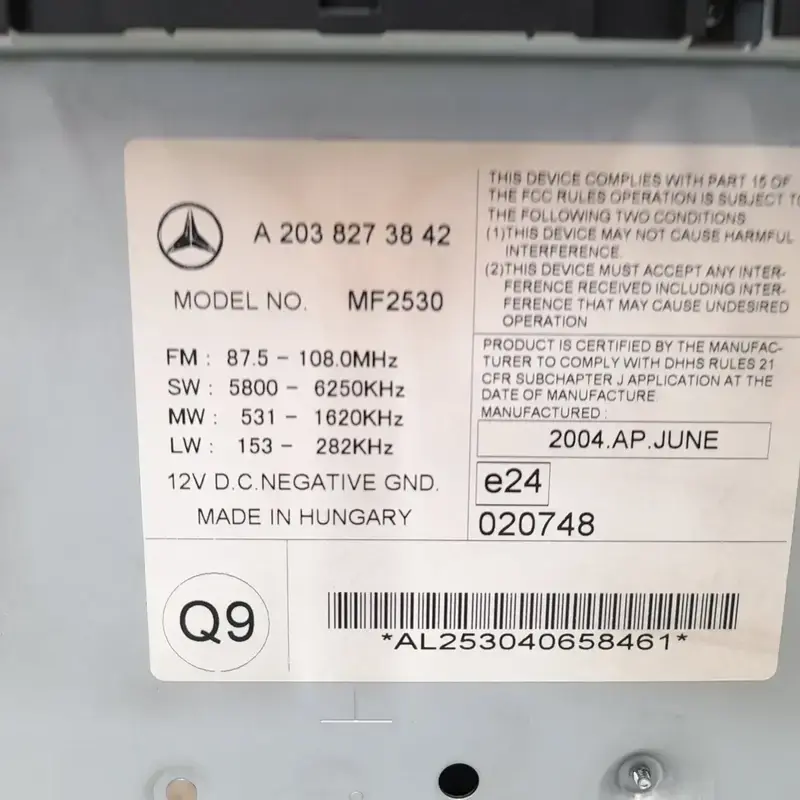 A 203 827 38 42
MODEL NO. MF2530
FM : 87.5 – 108.0MHz
SW : 5800 – 6250KHz
MW : 531 – 1620KHz
LW : 153 – 282KHz
12V D.C.NEGATIVE GND.
MADE IN HUNGARY
THIS DEVICE COMPLIES WITH PART 15 OF
THE FCC RULES OPERATION IS SUBJECT TO
THE FOLLOWING TWO CONDITIONS
(1)THIS DEVICE MAY NOT CAUSE HARMFUL
INTERFERENCE.
(2)THIS DEVICE MUST ACCEPT ANY INTER-
FERENCE RECEIVED INCLUDING INTER-
FERENCE THAT MAY CAUSE UNDESIRED
OPERATION
PRODUCT IS CERTIFIED BY THE MANUFAC-
TURER TO COMPLY WITH DHHS RULES 21
CFR SUBCHAPTER J APPLICATION AT THE
DATE OF MANUFACTURE
MANUFACTURED :
2004.AP.JUNE
e24
020748
Q9
*AL253040658461*